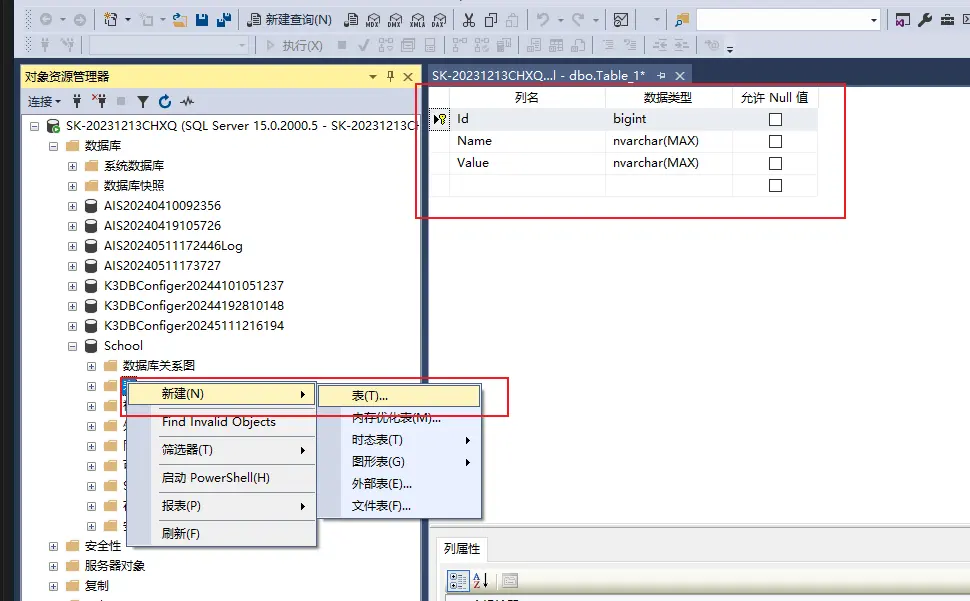 新建查询(N)
MDX
DMX
XMLA
DAX
执行(X)
对象资源管理器
连接
SK-20231213CHXQ (SQL Server 15.0.2000.5 - SK-20231213CH
数据库
系统数据库
数据库快照
AIS20240410092356
AIS20240419105726
AIS20240511172446Log
AIS20240511173727
K3DBConfiger20244101051237
K3DBConfiger20244192810148
K3DBConfiger20245111216194
School
数据库关系图
新建(N)
Find Invalid Objects
筛选器(T)
启动 PowerShell(H)
报表(P)
刷新(F)
表(T)...
内存优化表(M)...
时态表(T)
图形表(G)
外部表(E)...
文件表(F)...
安全性
服务器对象
复制
SK-20231213CHXQ...l - dbo.Table_1*
列名 数据类型 允许 Null 值
Id bigint
Name nvarchar(MAX)
Value nvarchar(MAX)
列属性